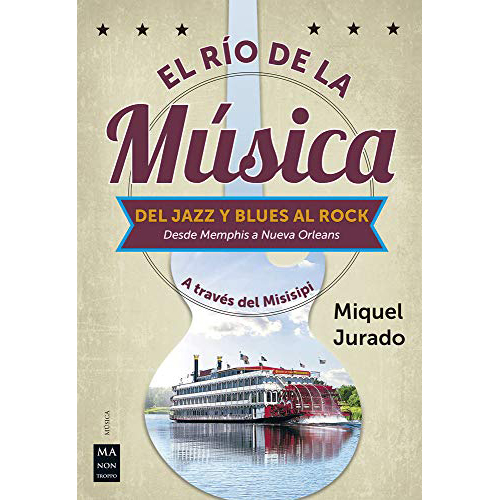 EL RÍO DE LA
Música
DEL JAZZ Y BLUES AL ROCK
Desde Memphis a Nueva Orleans
A través del Misisipi
Miquel
Jurado
MÚSICA
MA
NON
TROPPO